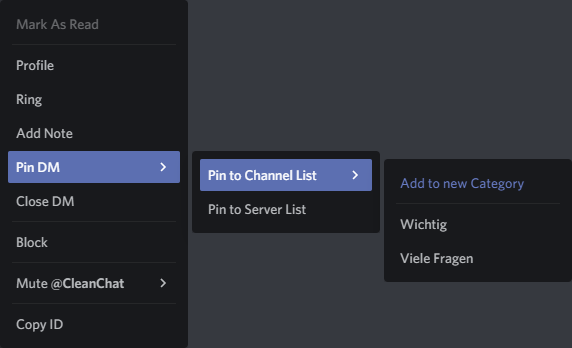 Mark As Read
Profile
Ring
Add Note
Pin DM
Close DM
Block
Mute @CleanChat
Copy ID
Pin to Channel List
Pin to Server List
Add to new Category
Wichtig
Viele Fragen